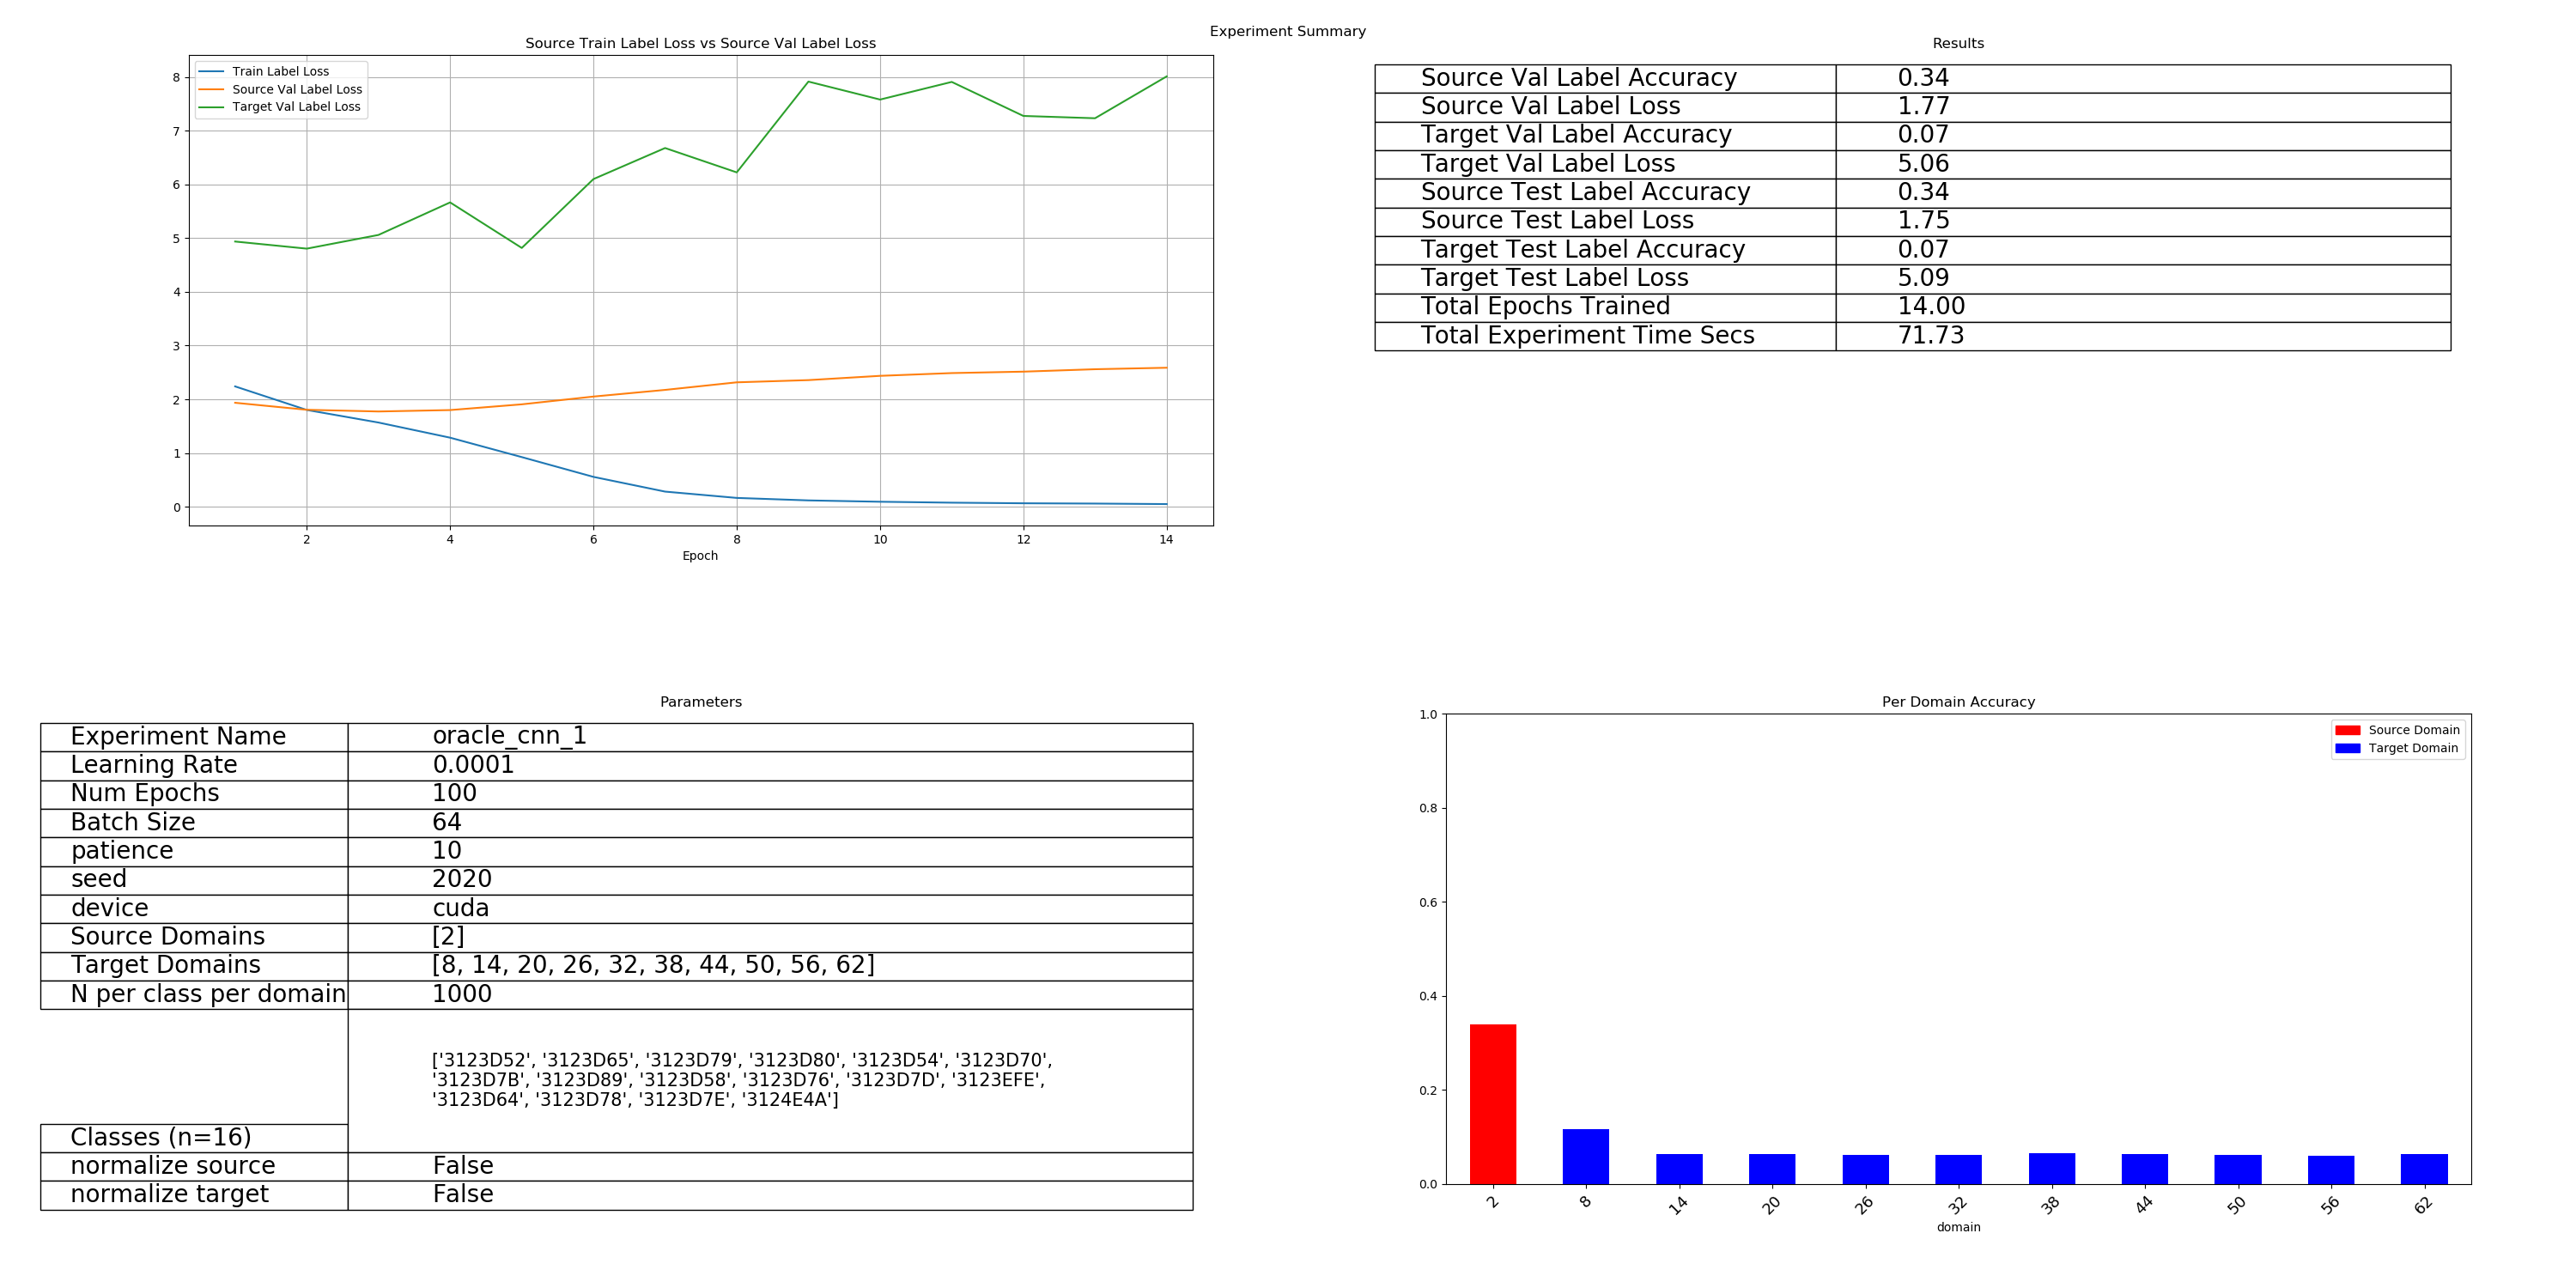 Experiment Summary
Source Train Label Loss vs Source Val Label Loss
Train Label Loss
Source Val Label Loss
Target Val Label Loss
8
7
6
5
4
3
2
1
0
2 4 6 8 10 12 14
Epoch
Results
Source Val Label Accuracy 0.34
Source Val Label Loss 1.77
Target Val Label Accuracy 0.07
Target Val Label Loss 5.06
Source Test Label Accuracy 0.34
Source Test Label Loss 1.75
Target Test Label Accuracy 0.07
Target Test Label Loss 5.09
Total Epochs Trained 14.00
Total Experiment Time Secs 71.73
Parameters
Experiment Name oracle_cnn_1
Learning Rate 0.0001
Num Epochs 100
Batch Size 64
patience 10
seed 2020
device cuda
Source Domains [2]
Target Domains [8, 14, 20, 26, 32, 38, 44, 50, 56, 62]
N per class per domain 1000
['3123D52', '3123D65', '3123D79', '3123D80', '3123D54', '3123D70',
'3123D7B', '3123D89', '3123D58', '3123D76', '3123D7D', '3123EFE',
'3123D64', '3123D78', '3123D7E', '3124E4A']
Classes (n=16)
normalize source False
normalize target False
Per Domain Accuracy
Source Domain
Target Domain
1.0
0.8
0.6
0.4
0.2
0.0
2 8 14 20 26 32 38 44 50 56 62
domain